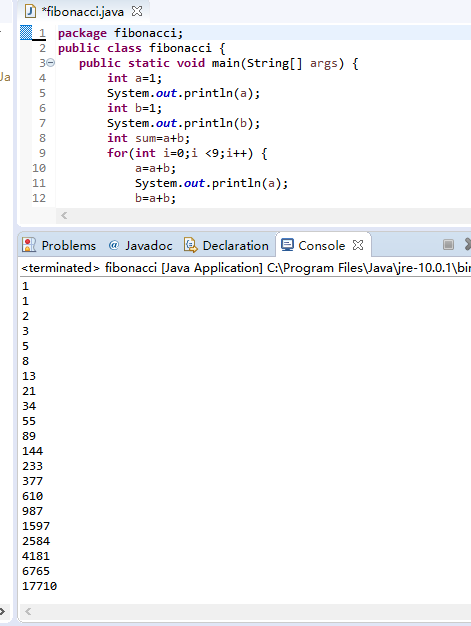 *fibonacci.java
1 package fibonacci;
2 public class fibonacci {
3 public static void main(String[] args) {
4 int a=1;
5 System.out.println(a);
6 int b=1;
7 System.out.println(b);
8 int sum=a+b;
9 for(int i=0;i <9;i++) {
10 a=a+b;
11 System.out.println(a);
12 b=a+b;
Ja
Problems @ Javadoc Declaration Console
<terminated> fibonacci [Java Application] C:\Program Files\Java\jre-10.0.1\bin
1
1
2
3
5
8
13
21
34
55
89
144
233
377
610
987
1597
2584
4181
6765
17710